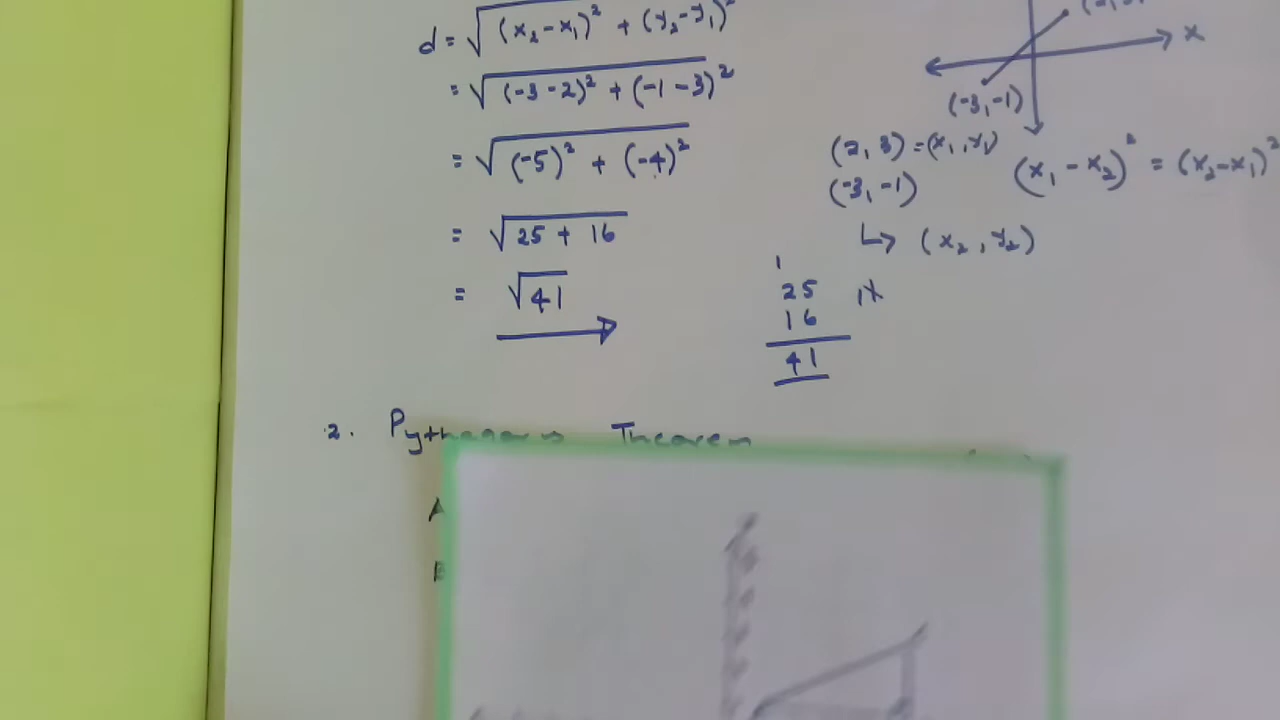 d = √(x₂ - x₁)² + (y₂ - y₁)²
= √(-3 - 2)² + (-1 - 3)²
= √(-5)² + (-4)²
= √25 + 16
= √41
x
(-3, -1)
(2, 3) = (x₁, y₁)
(-3, -1)
↳ (x₂, y₂)
(x₁ - x₂)² = (x₂ - x₁)²
1
25
16
41
2. Pythagoras Theorem
A